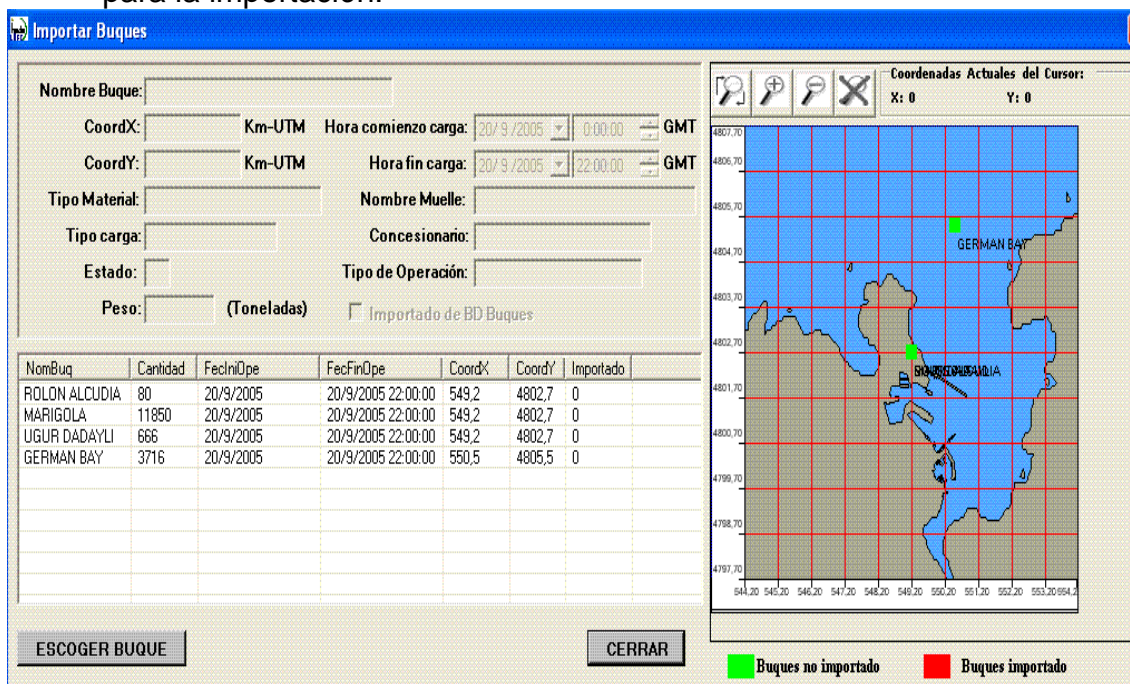 para la importación.
Importar Buques
Nombre Buque:
CoordX: Km-UTM Hora comienzo carga: 20/ 9 /2005 0:00:00 GMT
CoordY: Km-UTM Hora fin carga: 20/ 9 /2005 22:00:00 GMT
Tipo Material: Nombre Muelle:
Tipo carga: Concesionario:
Estado: Tipo de Operación:
Peso: (Toneladas) Importado de BD Buques
NomBuq Cantidad FecIniOpe FecFinOpe CoordX CoordY Importado
ROLON ALCUDIA 80 20/9/2005 20/9/2005 22:00:00 549,2 4802,7 0
MARIGOLA 11850 20/9/2005 20/9/2005 22:00:00 549,2 4802,7 0
UGUR DADAYLI 666 20/9/2005 20/9/2005 22:00:00 549,2 4802,7 0
GERMAN BAY 3716 20/9/2005 20/9/2005 22:00:00 550,5 4805,5 0
ESCOGER BUQUE CERRAR
Coordenadas Actuales del Cursor:
X: 0 Y: 0
4807,70
4806,70
4805,70
GERMAN BAY
4804,70
4803,70
4802,70
4801,70
4800,70
4799,70
4798,70
4797,70
544,20 545,20 546,20 547,20 548,20 549,20 550,20 551,20 552,20 553,20 554,2
Buques no importado Buques importado